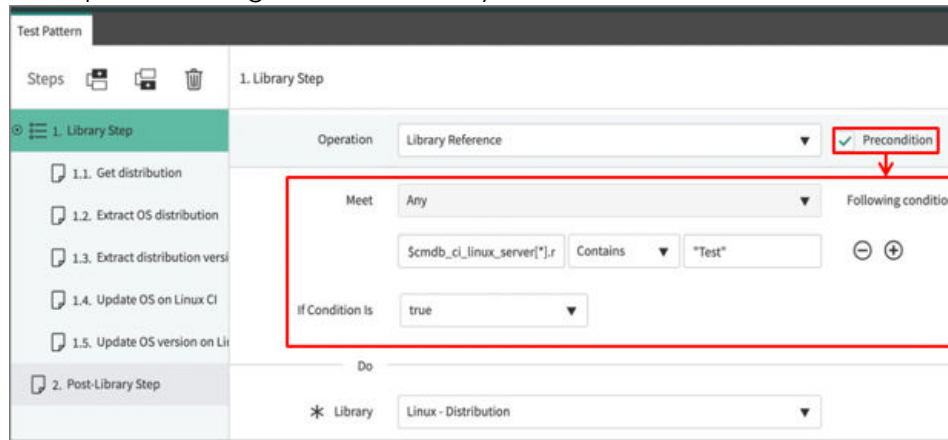 Test Pattern
Steps
1. Library Step
1. Library Step
1.1. Get distribution
1.2. Extract OS distribution
1.3. Extract distribution versi
1.4. Update OS on Linux CI
1.5. Update OS version on Lin
2. Post-Library Step
Operation Library Reference Precondition
Meet Any Following conditio
$cmdb_ci_linux_server[*].r Contains "Test"
If Condition Is true
Do
* Library Linux - Distribution